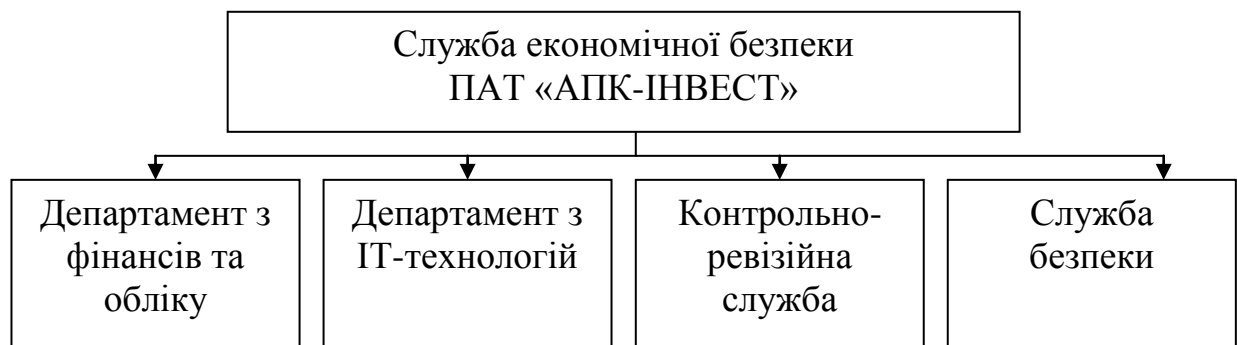 Служба економічної безпеки
ПАТ «АПК-ІНВЕСТ»
Департамент з
фінансів та
обліку
Департамент з
ІТ-технологій
Контрольно-
ревізійна
служба
Служба
безпеки